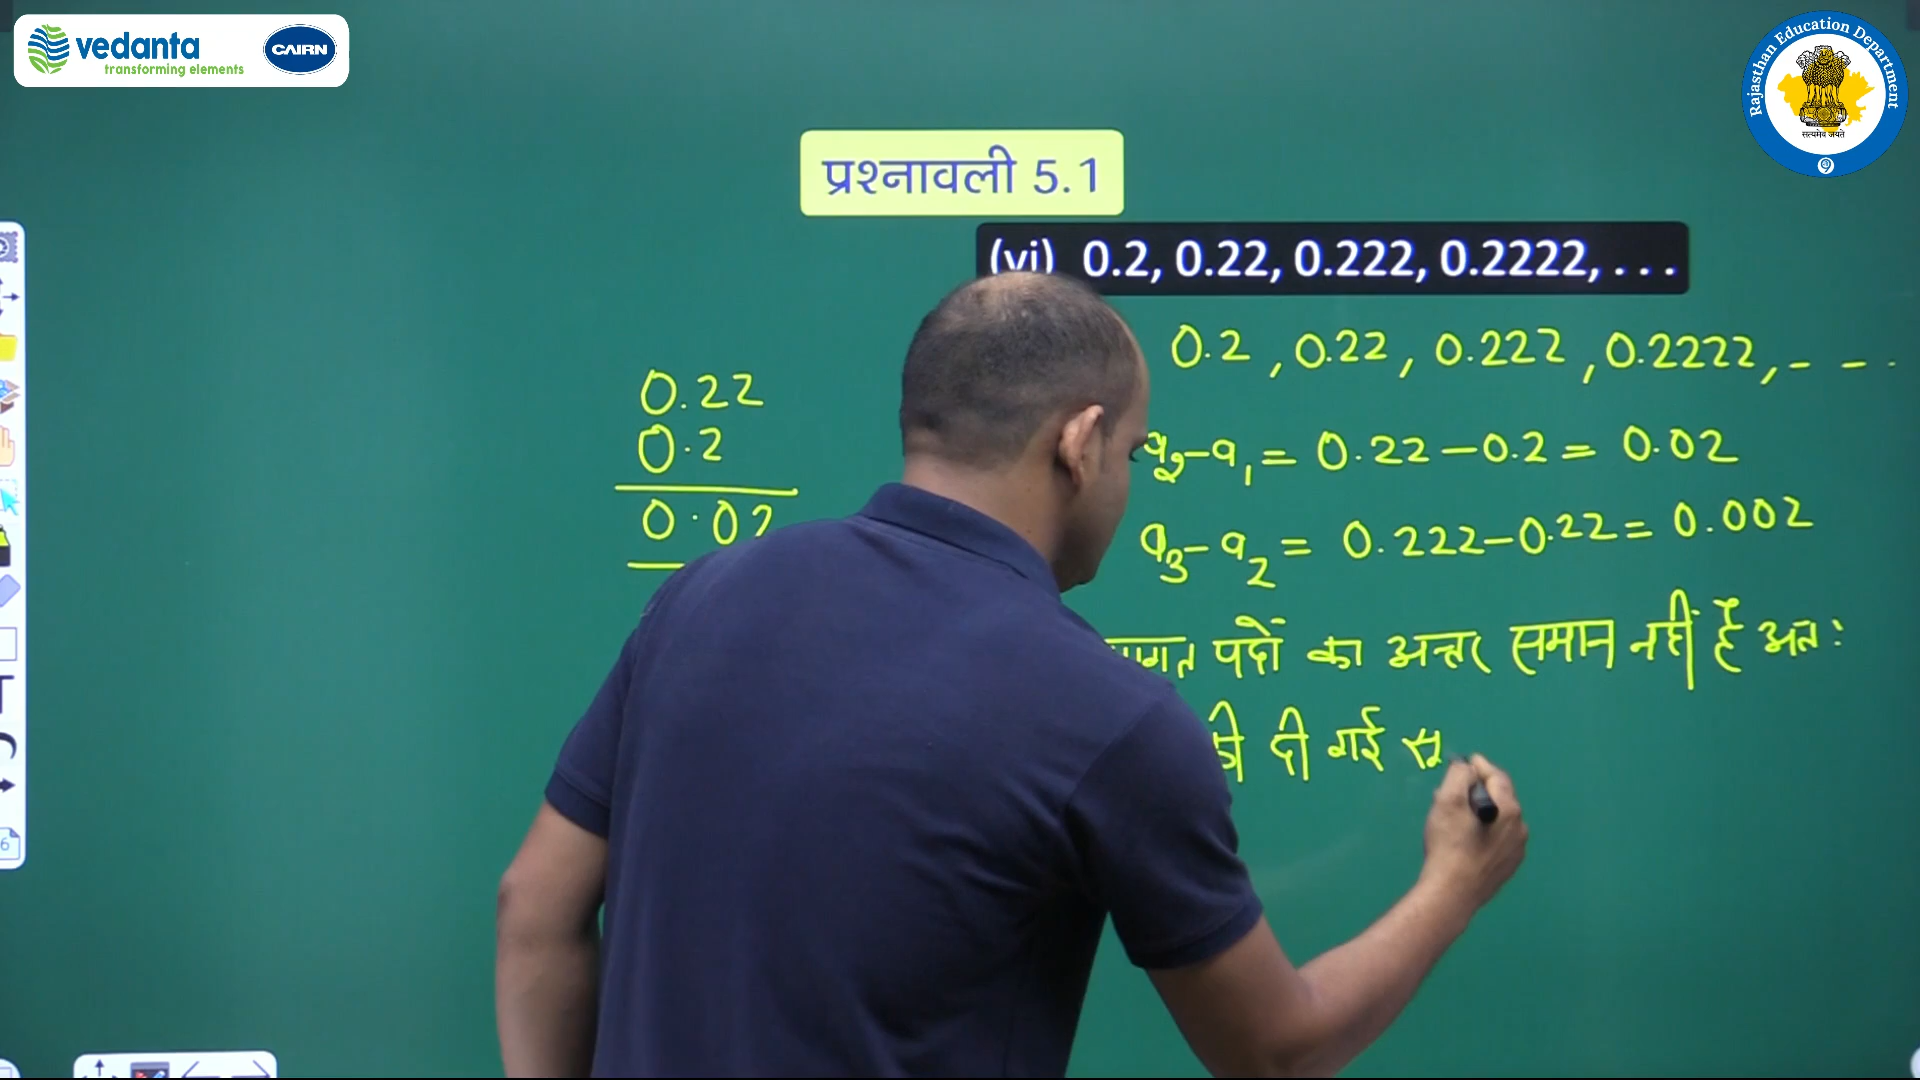 vedanta
transforming elements
CAIRN
Rajasthan Education Department
सत्यमेव जयते
प्रश्नावली 5.1
(vi) 0.2, 0.22, 0.222, 0.2222, . . .
0.2 , 0.22 , 0.222 , 0.2222 , - - -
0.22
0.2
0.02
a₂-a₁ = 0.22-0.2 = 0.02
a₃-a₂ = 0.222-0.22 = 0.002
पदों का अन्तर समान नहीं है अतः
दी गई